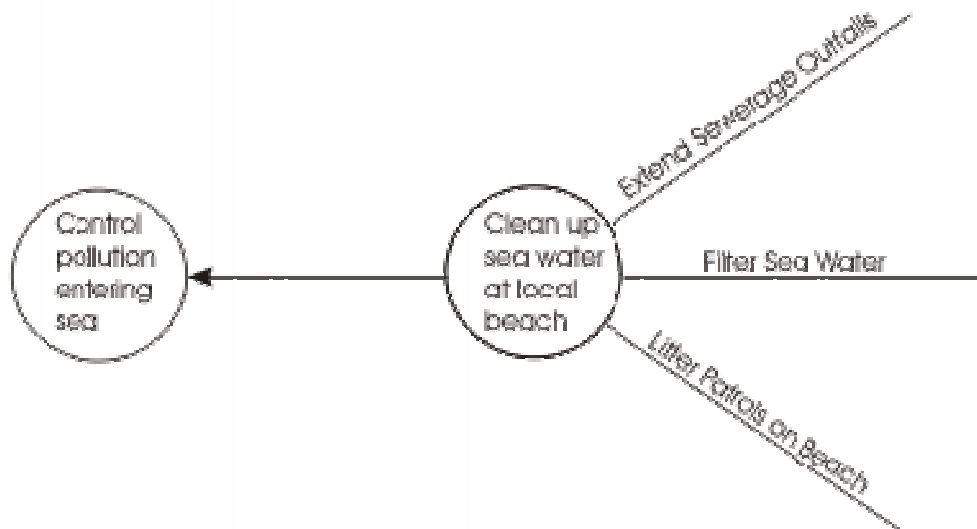 Control
pollution
entering
sea
Clean up
sea water
at local
beach
Extend Sewerage Outfalls
Filter Sea Water
Litter Patrols on Beach